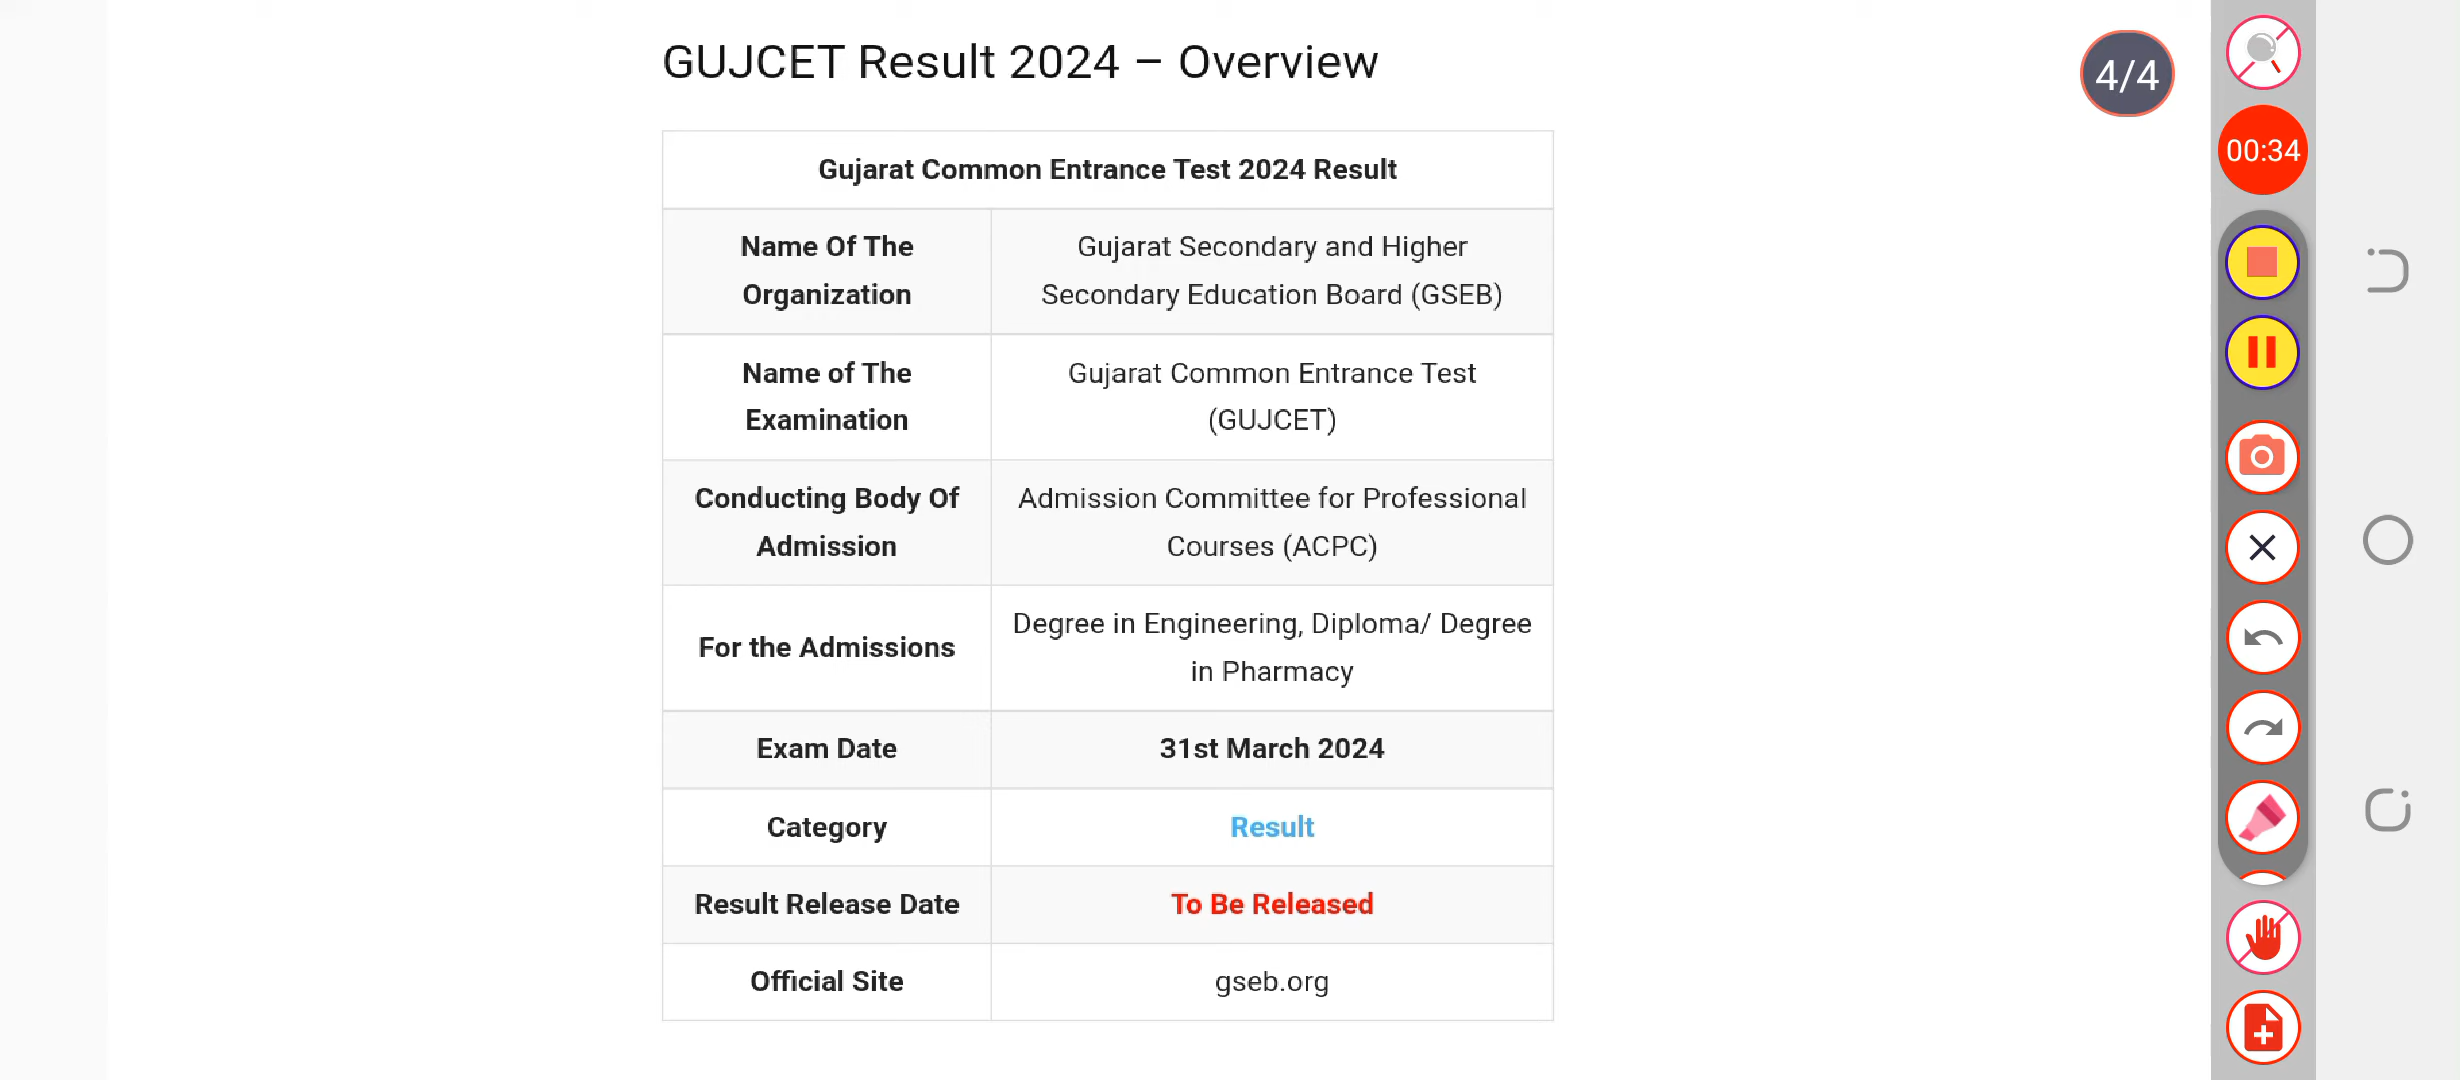 GUJCET Result 2024 – Overview
4/4
00:34
Gujarat Common Entrance Test 2024 Result
Name Of The
Organization
Gujarat Secondary and Higher
Secondary Education Board (GSEB)
Name of The
Examination
Gujarat Common Entrance Test
(GUJCET)
Conducting Body Of
Admission
Admission Committee for Professional
Courses (ACPC)
For the Admissions
Degree in Engineering, Diploma/ Degree
in Pharmacy
Exam Date
31st March 2024
Category
Result
Result Release Date
To Be Released
Official Site
gseb.org